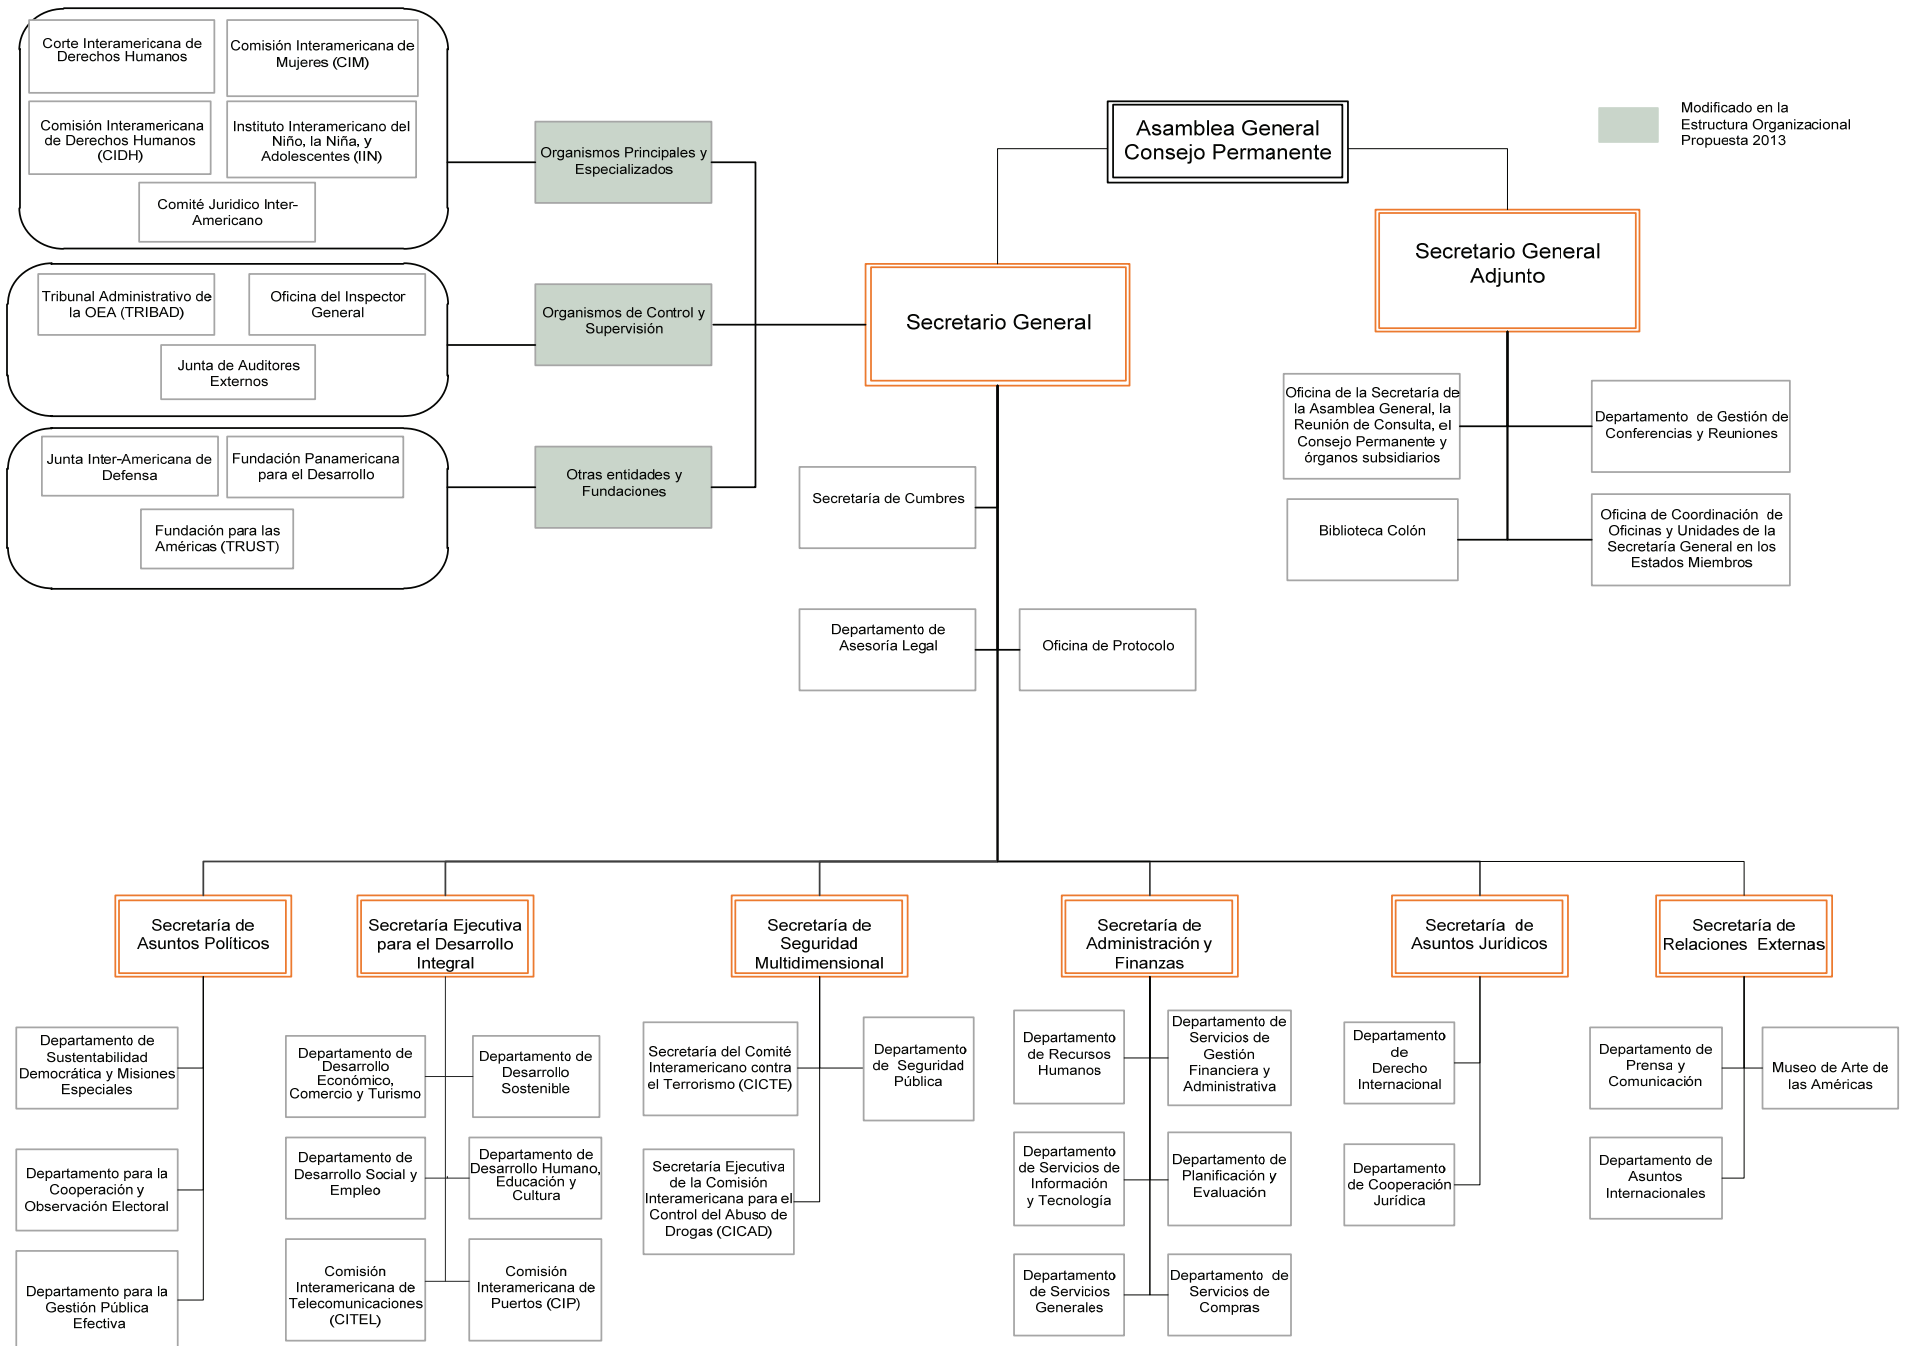 Corte Interamericana de
Derechos Humanos
Comisión Interamericana de
Mujeres (CIM)
Comisión Interamericana
de Derechos Humanos
(CIDH)
Instituto Interamericano del
Niño, la Niña, y
Adolescentes (IIN)
Comité Juridico Inter-
Americano
Organismos Principales y
Especializados
Asamblea General
Consejo Permanente
Modificado en la
Estructura Organizacional
Propuesta 2013
Tribunal Administrativo de
la OEA (TRIBAD)
Oficina del Inspector
General
Junta de Auditores
Externos
Organismos de Control y
Supervisión
Secretario General
Secretario General
Adjunto
Junta Inter-Americana de
Defensa
Fundación Panamericana
para el Desarrollo
Fundación para las
Américas (TRUST)
Otras entidades y
Fundaciones
Oficina de la Secretaría de
la Asamblea General, la
Reunión de Consulta, el
Consejo Permanente y
órganos subsidiarios
Departamento  de Gestión de
Conferencias y Reuniones
Biblioteca Colón
Oficina de Coordinación  de
Oficinas y Unidades de la
Secretaría General en los
Estados Miembros
Secretaría de Cumbres
Departamento de
Asesoría Legal
Oficina de Protocolo
Secretaría de
Asuntos Políticos
Secretaría Ejecutiva
para el Desarrollo
Integral
Secretaría de
Seguridad
Multidimensional
Secretaría de
Administración y
Finanzas
Secretaría  de
Asuntos Jurídicos
Secretaría de
Relaciones  Externas
Departamento de
Sustentabilidad
Democrática y Misiones
Especiales
Departamento para la
Cooperación y
Observación Electoral
Departamento para la
Gestión Pública
Efectiva
Departamento de
Desarrollo
Económico,
Comercio y Turismo
Departamento de
Desarrollo
Sostenible
Departamento de
Desarrollo Social y
Empleo
Departamento de
Desarrollo Humano,
Educación y
Cultura
Comisión
Interamericana de
Telecomunicaciones
(CITEL)
Comisión
Interamericana de
Puertos (CIP)
Secretaría del Comité
Interamericano contra
el Terrorismo (CICTE)
Departamento
de  Seguridad
Pública
Secretaría Ejecutiva
de la Comisión
Interamericana para el
Control del Abuso de
Drogas (CICAD)
Departamento
de Recursos
Humanos
Departamento de
Servicios de
Gestión
Financiera y
Administrativa
Departamento
de Servicios de
Información
y Tecnología
Departamento de
Planificación y
Evaluación
Departamento
de Servicios
Generales
Departamento  de
Servicios de
Compras
Departamento
de
Derecho
Internacional
Departamento
de Cooperación
Jurídica
Departamento de
Prensa y
Comunicación
Museo de Arte de
las Américas
Departamento de
Asuntos
Internacionales